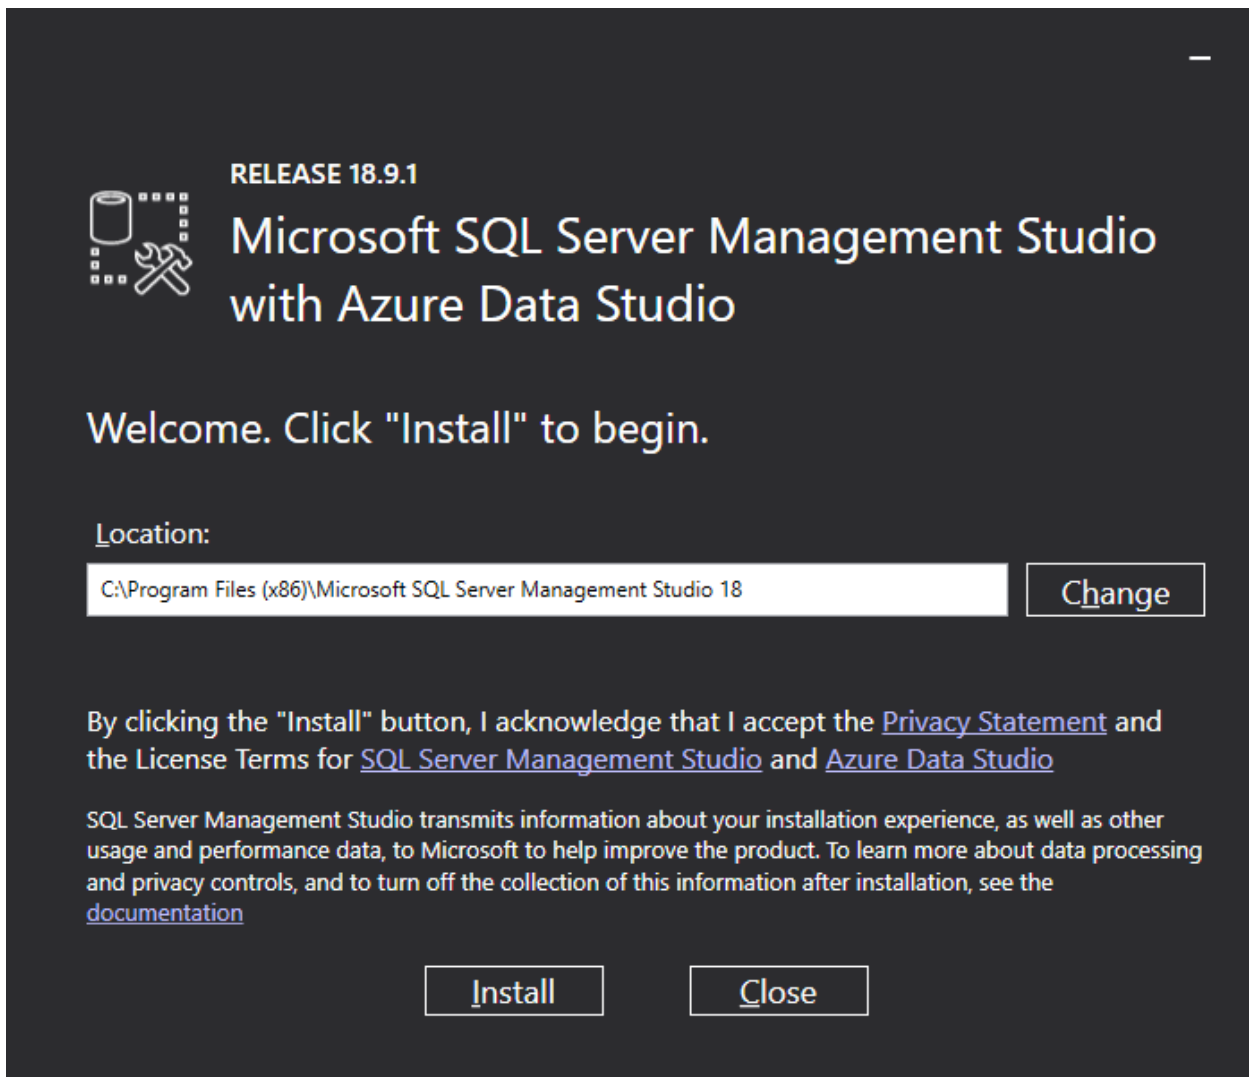 RELEASE 18.9.1
Microsoft SQL Server Management Studio
with Azure Data Studio
Welcome. Click "Install" to begin.
Location:
C:\Program Files (x86)\Microsoft SQL Server Management Studio 18
Change
By clicking the "Install" button, I acknowledge that I accept the Privacy Statement and
the License Terms for SQL Server Management Studio and Azure Data Studio
SQL Server Management Studio transmits information about your installation experience, as well as other
usage and performance data, to Microsoft to help improve the product. To learn more about data processing
and privacy controls, and to turn off the collection of this information after installation, see the
documentation
Install
Close